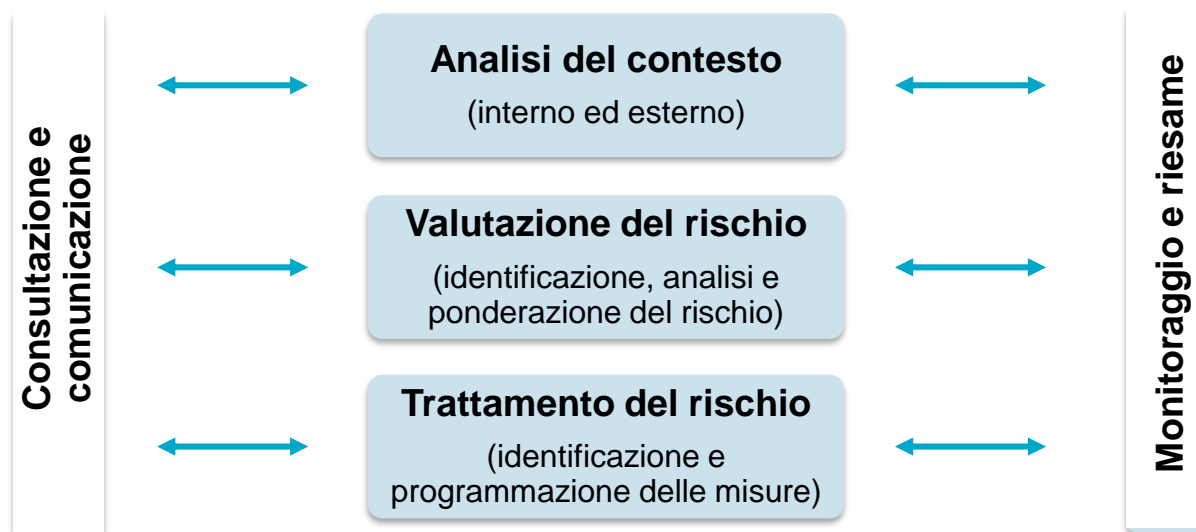 Consultazione e
comunicazione
Analisi del contesto
(interno ed esterno)
Valutazione del rischio
(identificazione, analisi e
ponderazione del rischio)
Trattamento del rischio
(identificazione e
programmazione delle misure)
Monitoraggio e riesame